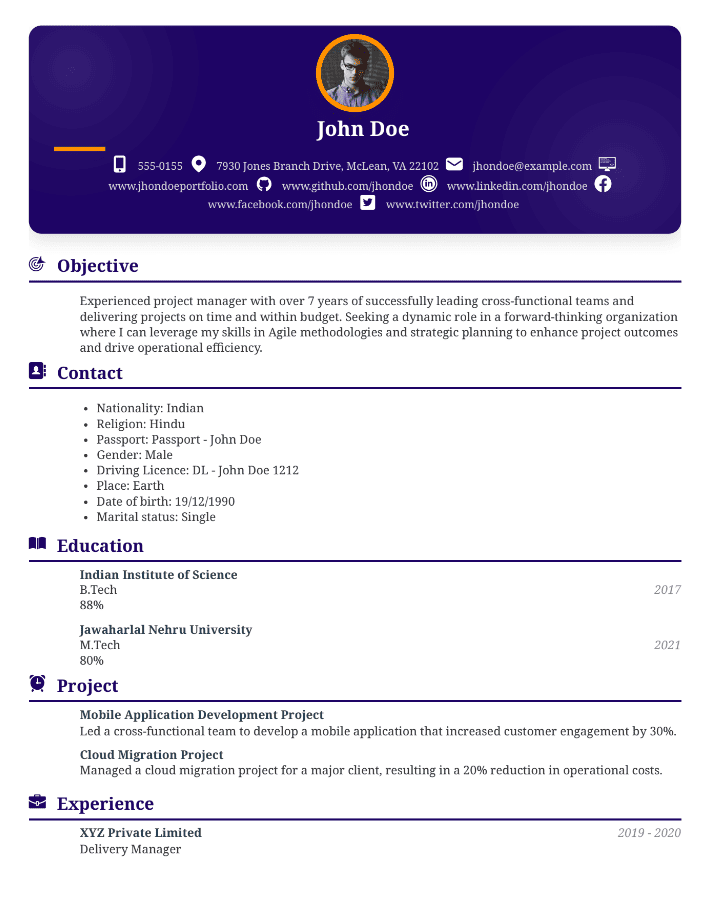 John Doe
555-0155 7930 Jones Branch Drive, McLean, VA 22102 jhondoe@example.com
www.jhondoeportfolio.com www.github.com/jhondoe www.linkedin.com/jhondoe
www.facebook.com/jhondoe www.twitter.com/jhondoe
Objective
Experienced project manager with over 7 years of successfully leading cross-functional teams and
delivering projects on time and within budget. Seeking a dynamic role in a forward-thinking organization
where I can leverage my skills in Agile methodologies and strategic planning to enhance project outcomes
and drive operational efficiency.
Contact
• Nationality: Indian
• Religion: Hindu
• Passport: Passport - John Doe
• Gender: Male
• Driving Licence: DL - John Doe 1212
• Place: Earth
• Date of birth: 19/12/1990
• Marital status: Single
Education
Indian Institute of Science
B.Tech 2017
88%
Jawaharlal Nehru University
M.Tech 2021
80%
Project
Mobile Application Development Project
Led a cross-functional team to develop a mobile application that increased customer engagement by 30%.
Cloud Migration Project
Managed a cloud migration project for a major client, resulting in a 20% reduction in operational costs.
Experience
XYZ Private Limited 2019 - 2020
Delivery Manager